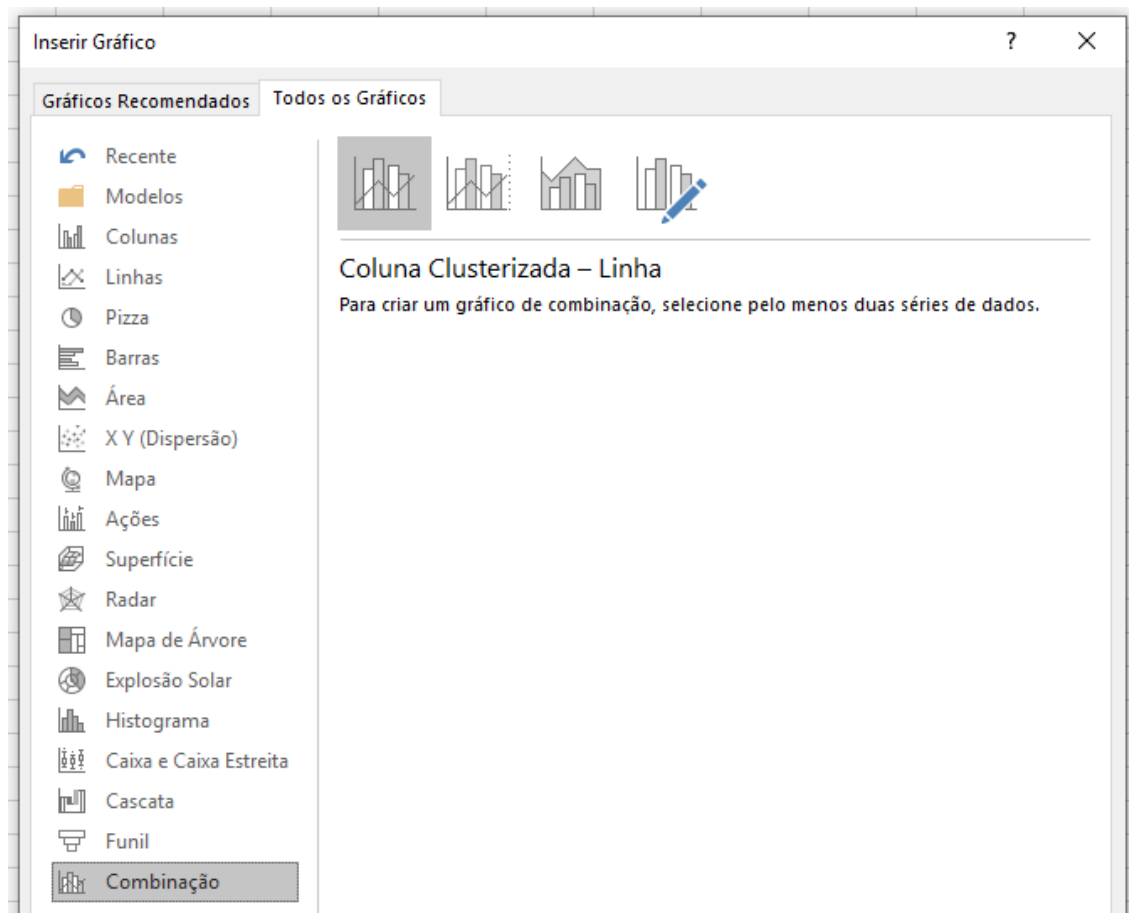 Inserir Gráfico
?
Gráficos Recomendados
Todos os Gráficos
Recente
Modelos
Colunas
Linhas
Pizza
Barras
Área
X Y (Dispersão)
Mapa
Ações
Superfície
Radar
Mapa de Árvore
Explosão Solar
Histograma
Caixa e Caixa Estreita
Cascata
Funil
Combinação
Coluna Clusterizada – Linha
Para criar um gráfico de combinação, selecione pelo menos duas séries de dados.